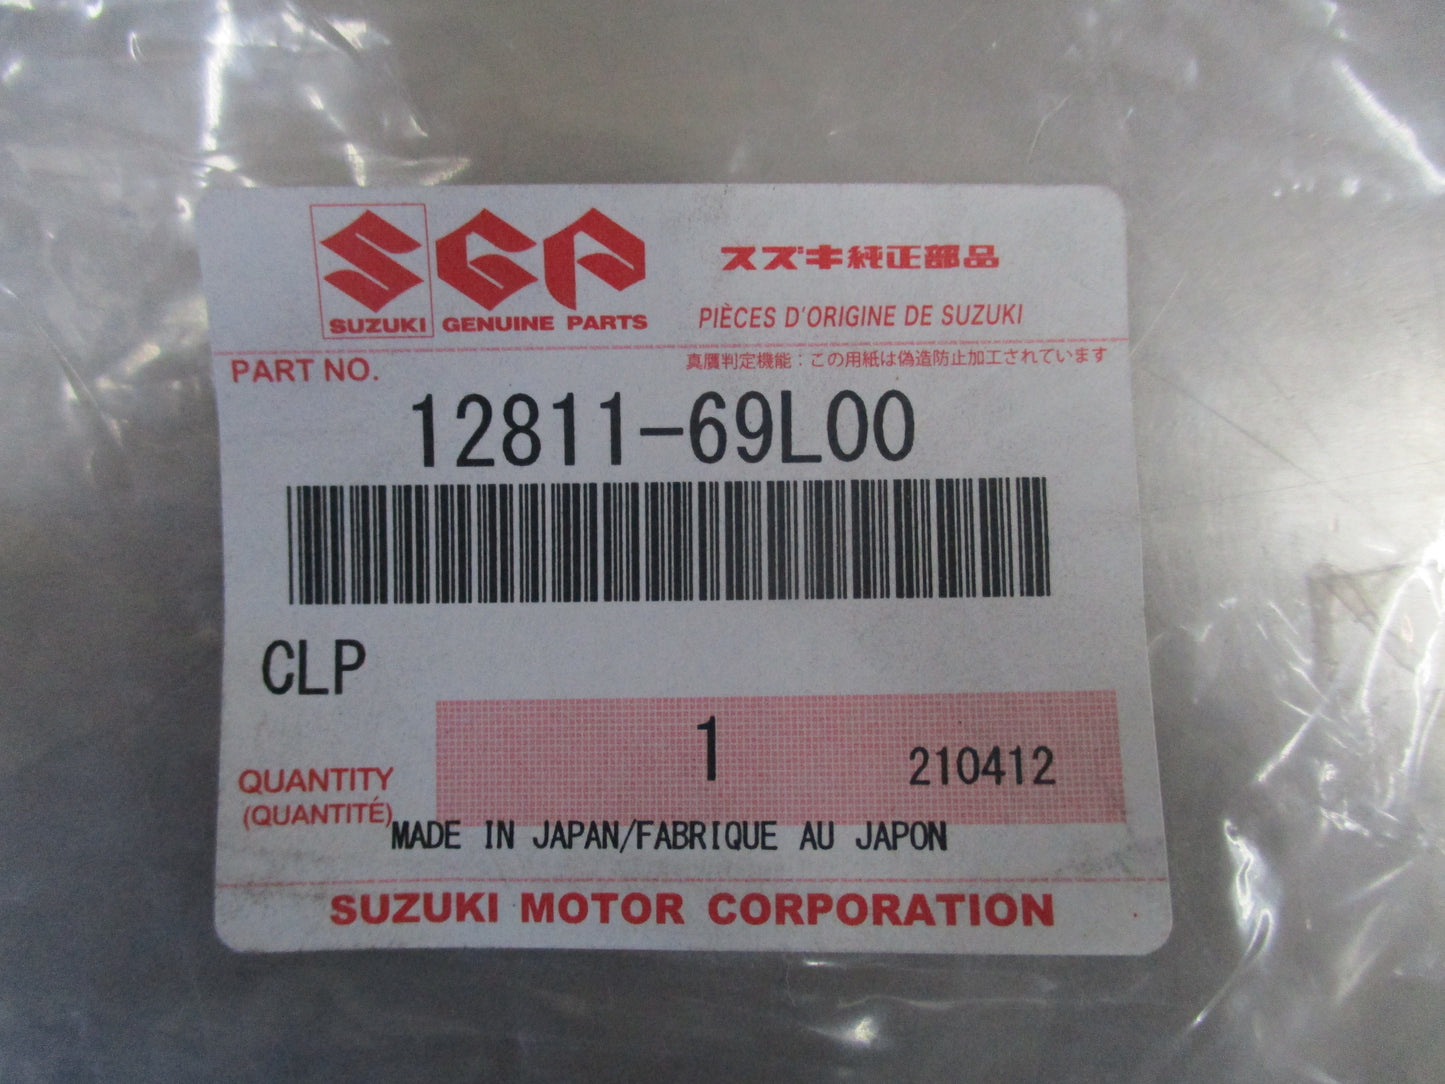 SGP
SUZUKI GENUINE PARTS
スズキ純正部品
PIÈCES D'ORIGINE DE SUZUKI
PART NO.
真贋判定機能：この用紙は偽造防止加工されています
12811-69L00
CLP
1
210412
QUANTITY
(QUANTITÉ)
MADE IN JAPAN/FABRIQUE AU JAPON
SUZUKI MOTOR CORPORATION